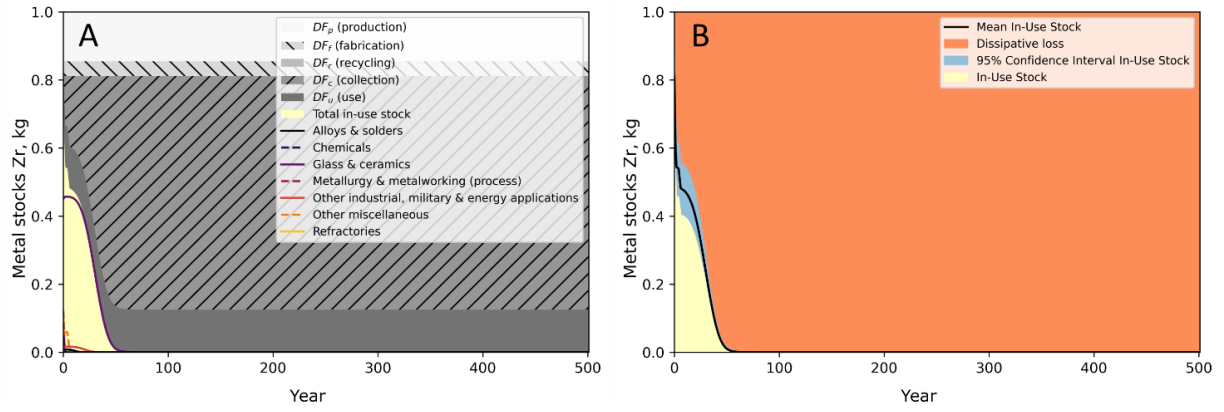 A
1.0
0.8
0.6
0.4
0.2
0.0
Metal stocks Zr, kg
0
100
200
300
400
500
Year
DFp (production)
DFf (fabrication)
DFr (recycling)
DFc (collection)
DFu (use)
Total in-use stock
Alloys & solders
Chemicals
Glass & ceramics
Metallurgy & metalworking (process)
Other industrial, military & energy applications
Other miscellaneous
Refractories
B
1.0
0.8
0.6
0.4
0.2
0.0
Metal stocks Zr, kg
0
100
200
300
400
500
Year
Mean In-Use Stock
Dissipative loss
95% Confidence Interval In-Use Stock
In-Use Stock